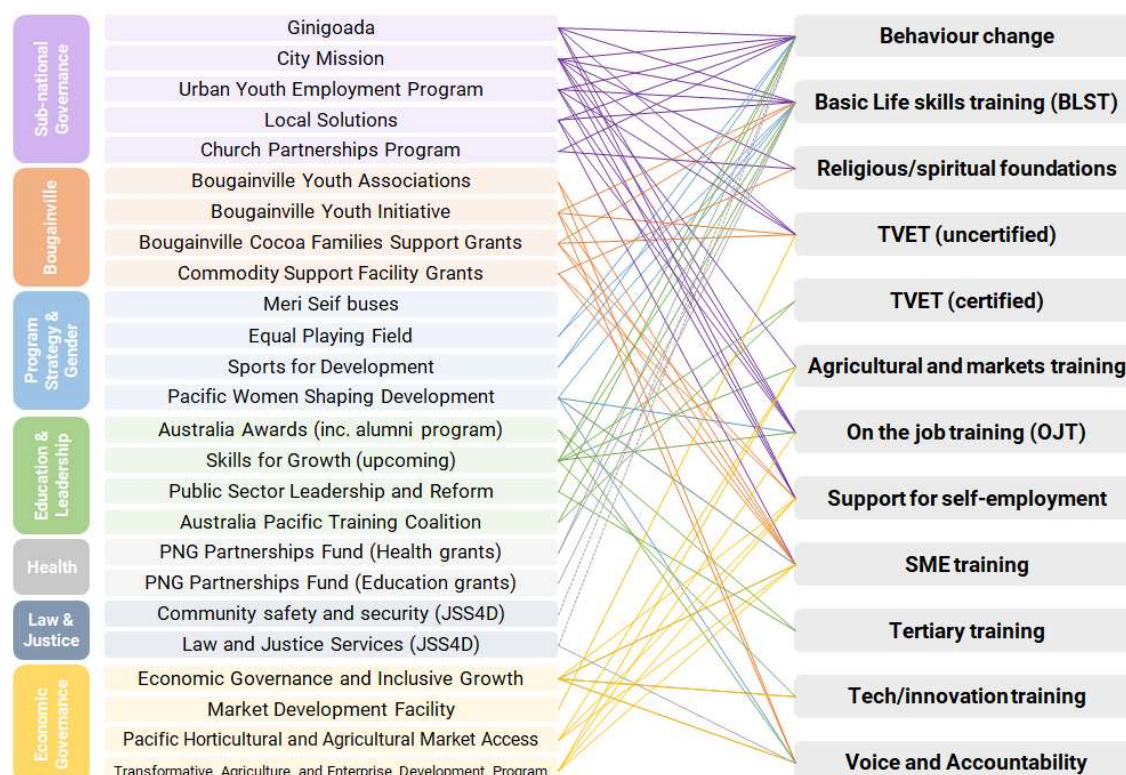 Sub-national
Governance
Ginigoada
City Mission
Urban Youth Employment Program
Local Solutions
Church Partnerships Program
Bougainville
Bougainville Youth Associations
Bougainville Youth Initiative
Bougainville Cocoa Families Support Grants
Commodity Support Facility Grants
Program
Strategy &
Gender
Meri Seif buses
Equal Playing Field
Sports for Development
Pacific Women Shaping Development
Education &
Leadership
Australia Awards (inc. alumni program)
Skills for Growth (upcoming)
Public Sector Leadership and Reform
Australia Pacific Training Coalition
Health
PNG Partnerships Fund (Health grants)
PNG Partnerships Fund (Education grants)
Law &
Justice
Community safety and security (JSS4D)
Law and Justice Services (JSS4D)
Economic
Governance
Economic Governance and Inclusive Growth
Market Development Facility
Pacific Horticultural and Agricultural Market Access
Transformative Agriculture and Enterprise Development Program
Behaviour change
Basic Life skills training (BLST)
Religious/spiritual foundations
TVET (uncertified)
TVET (certified)
Agricultural and markets training
On the job training (OJT)
Support for self-employment
SME training
Tertiary training
Tech/innovation training
Voice and Accountability